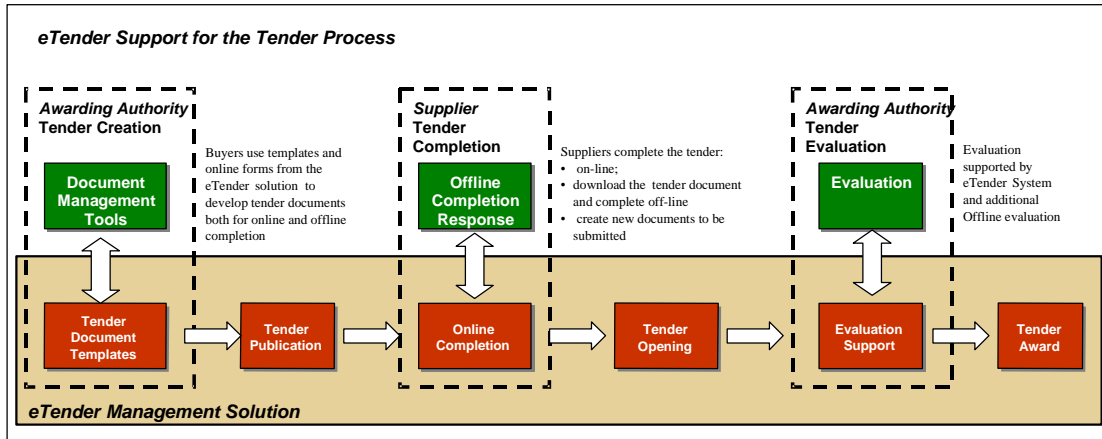 eTender Support for the Tender Process
Awarding Authority
Tender Creation
Document
Management
Tools
Buyers use templates and
online forms from the
eTender solution to
develop tender documents
both for online and offline
completion
Supplier
Tender
Completion
Offline
Completion
Response
Suppliers complete the tender:
• on-line;
• download the tender document
and complete off-line
• create new documents to be
submitted
Awarding Authority
Tender
Evaluation
Evaluation
Evaluation
supported by
eTender System
and additional
Offline evaluation
Tender
Document
Templates
Tender
Publication
Online
Completion
Tender
Opening
Evaluation
Support
Tender
Award
eTender Management Solution